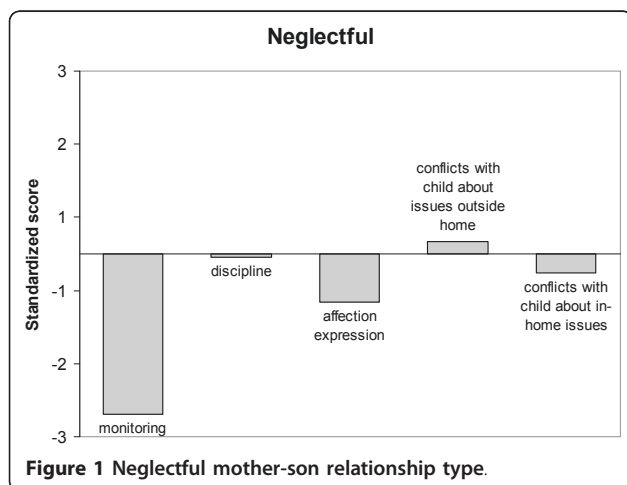 Neglectful
3
2
1
-1
-2
-3
Standardized score
monitoring
discipline
affection
expression
conflicts with
child about
issues outside
home
conflicts with
child about in-
home issues
Figure 1 Neglectful mother-son relationship type.